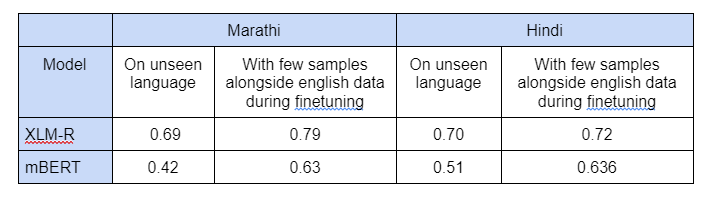 Marathi Hindi
Model On unseen With few samples On unseen With few samples
language alongside english data language alongside english data
during finetuning during finetuning
XLM-R 0.69 0.79 0.70 0.72
mBERT 0.42 0.63 0.51 0.636